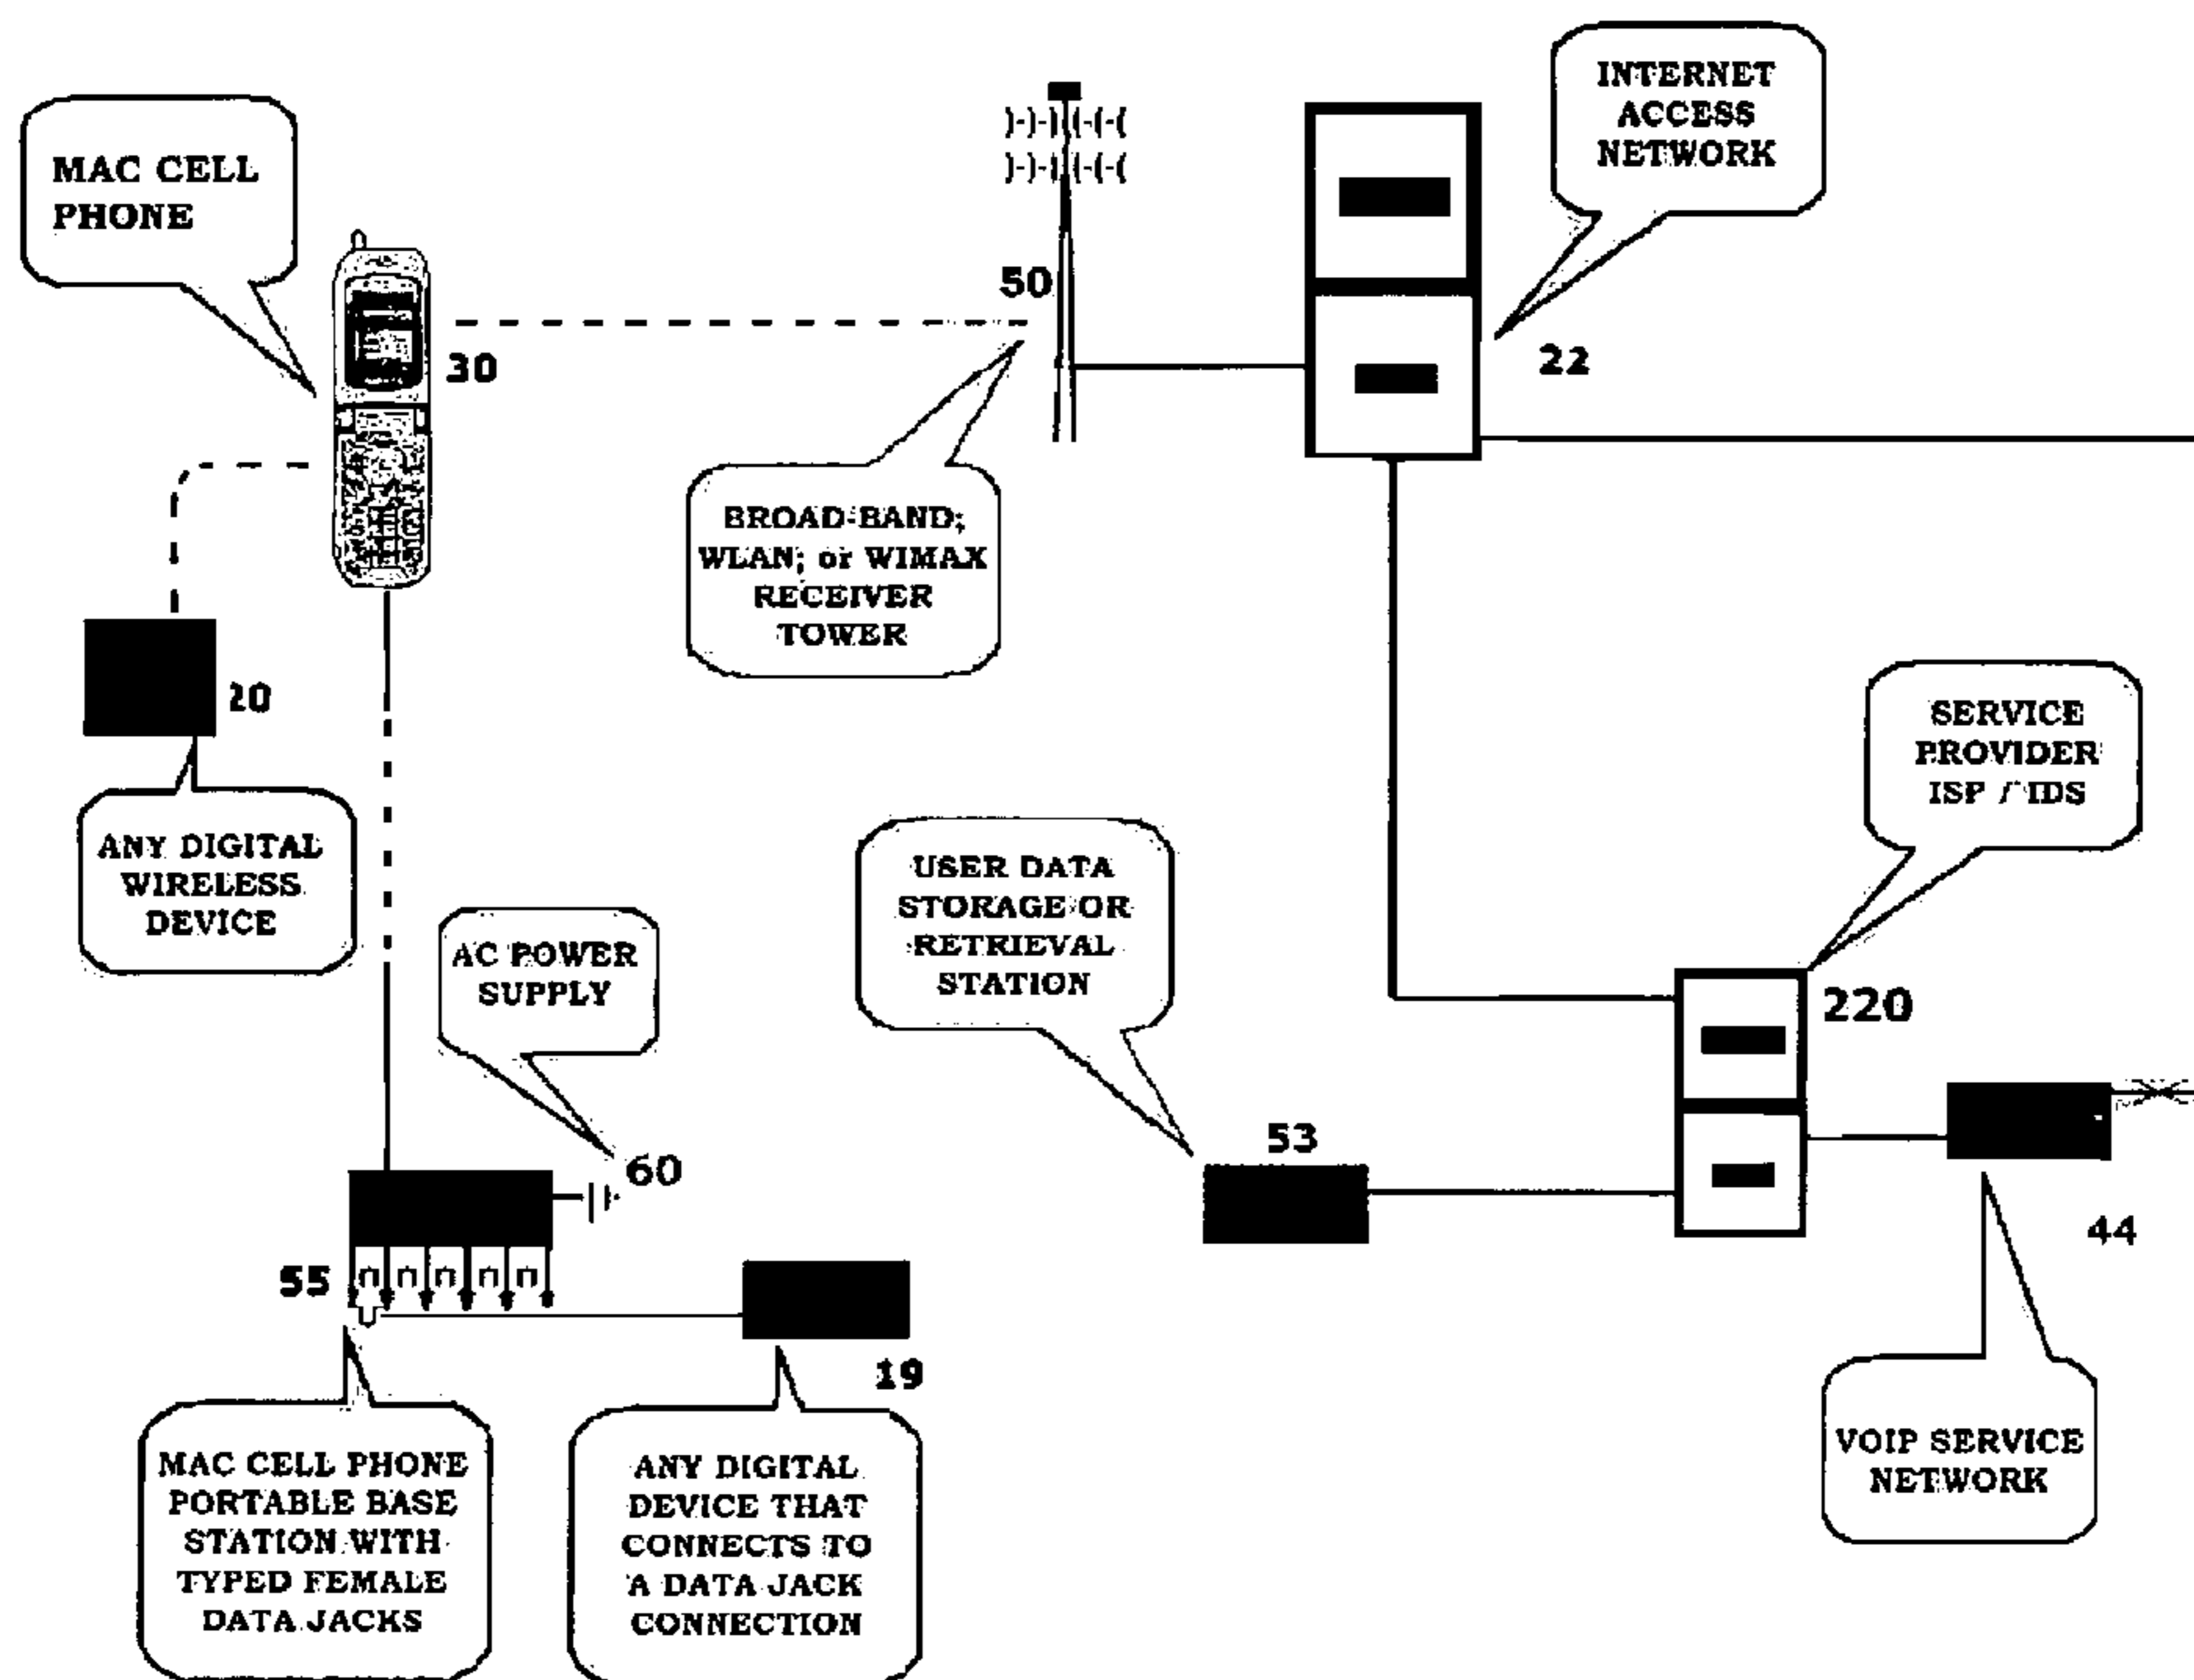 MAC CELL
PHONE
30
50
INTERNET
ACCESS
NETWORK
22
BROAD-BAND;
WLAN; or WIMAX
RECEIVER
TOWER
20
ANY DIGITAL
WIRELESS
DEVICE
AC POWER
SUPPLY
60
USER DATA
STORAGE OR
RETRIEVAL
STATION
53
SERVICE
PROVIDER
ISP / IDS
220
44
55
19
MAC CELL PHONE
PORTABLE BASE
STATION WITH
TYPED FEMALE
DATA JACKS
ANY DIGITAL
DEVICE THAT
CONNECTS TO
A DATA JACK
CONNECTION
VOIP SERVICE
NETWORK